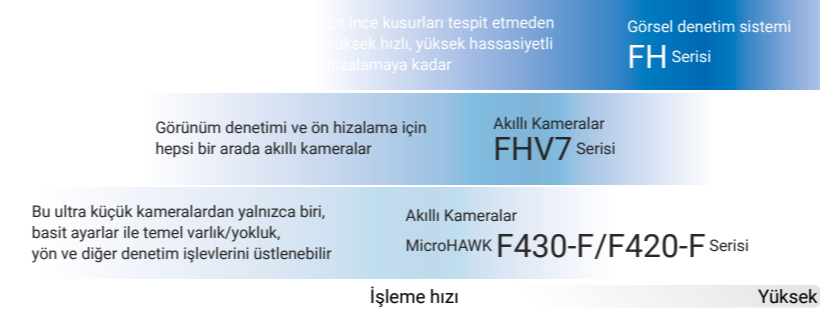 En ince kusurları tespit etmeden
yüksek hızlı, yüksek hassasiyetli
hizalamaya kadar
Görsel denetim sistemi
FH Serisi
Görünüm denetimi ve ön hizalama için
hepsi bir arada akıllı kameralar
Akıllı Kameralar
FHV7 Serisi
Bu ultra küçük kameralardan yalnızca biri,
basit ayarlar ile temel varlık/yokluk,
yön ve diğer denetim işlevlerini üstlenebilir
Akıllı Kameralar
MicroHAWK F430-F/F420-F Serisi
İşleme hızı
Yüksek